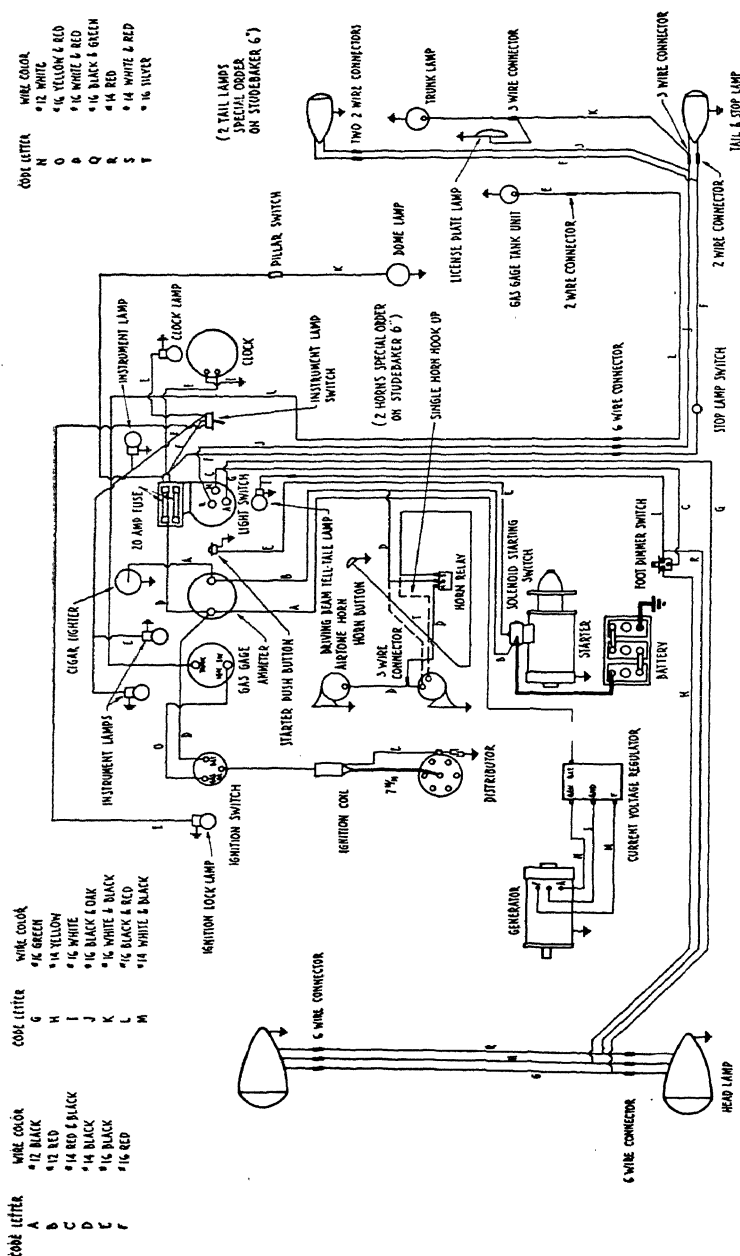 CODE LETTER WIRE COLOR
A #12 BLACK
B #12 RED
C #14 RED & BLACK
D #14 BLACK
E #16 BLACK
F #16 RED
CODE LETTER WIRE COLOR
G #16 GREEN
H #14 YELLOW
I #16 WHITE
J #16 BLACK & OAK
K #16 WHITE & BLACK
L #16 BLACK & RED
M #14 WHITE & BLACK
CODE LETTER WIRE COLOR
N #12 WHITE
O #16 YELLOW & RED
P #16 WHITE & RED
Q #16 BLACK & GREEN
R #14 RED
S #14 WHITE & RED
T #16 SILVER
(2 TAIL LAMPS
SPECIAL ORDER
ON STUDEBAKER 6")
IGNITION LOCK LAMP
INSTRUMENT LAMPS
CIGAR LIGHTER
INSTRUMENT LAMP
CLOCK LAMP
20 AMP FUSE
CLOCK
INSTRUMENT LAMP
SWITCH
PILLAR SWITCH
DOME LAMP
TWO 2 WIRE CONNECTORS
TRUNK LAMP
3 WIRE CONNECTOR
LICENSE PLATE LAMP
GAS GAGE TANK UNIT
2 WIRE CONNECTOR
IGNITION SWITCH
GAS GAGE
AMMETER
STARTER PUSH BUTTON
LIGHT SWITCH
DRIVING BEAM TELL-TALE LAMP
AIRTONE HORN
HORN BUTTON
(2 HORNS SPECIAL ORDER
ON STUDEBAKER 6")
SINGLE HORN HOOK UP
3 WIRE
CONNECTOR
HORN RELAY
6 WIRE CONNECTOR
IGNITION COIL
DISTRIBUTOR
SOLENOID STARTING
SWITCH
STARTER
BATTERY
FOOT DIMMER SWITCH
STOP LAMP SWITCH
2 WIRE CONNECTOR
3 WIRE CONNECTOR
TAIL & STOP LAMP
GENERATOR
GEN BAT
GND
F
CURRENT VOLTAGE REGULATOR
6 WIRE CONNECTOR
6 WIRE CONNECTOR
HEAD LAMP